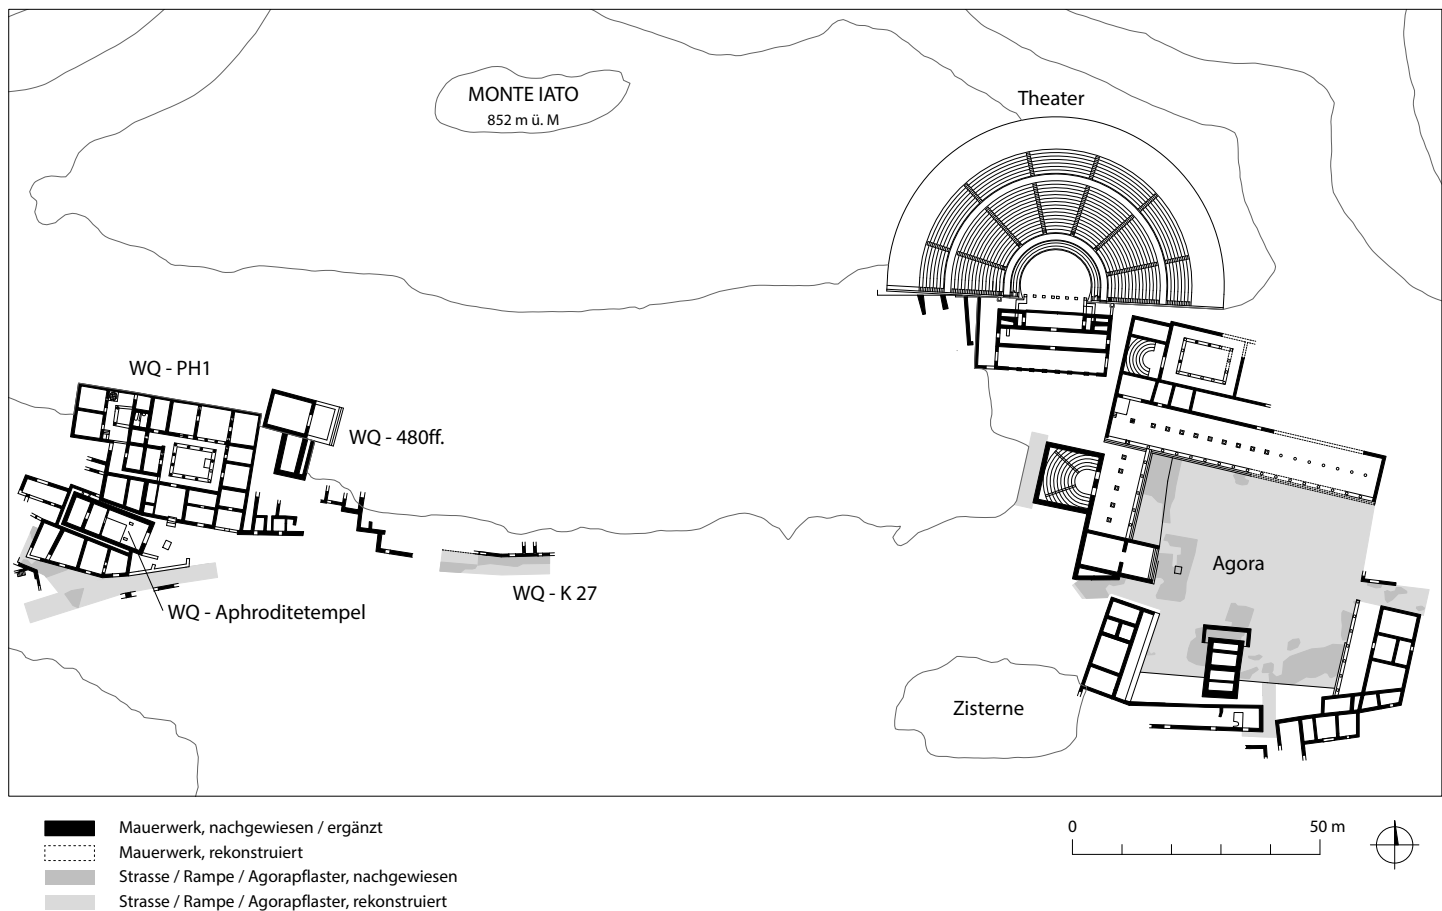 MONTE IATO
852 m ü. M
Theater
WQ - PH1
WQ - 480ff.
Agora
WQ - K 27
WQ - Aphroditetempel
Zisterne
Mauerwerk, nachgewiesen / ergänzt
Mauerwerk, rekonstruiert
Strasse / Rampe / Agorapflaster, nachgewiesen
Strasse / Rampe / Agorapflaster, rekonstruiert
0 50 m